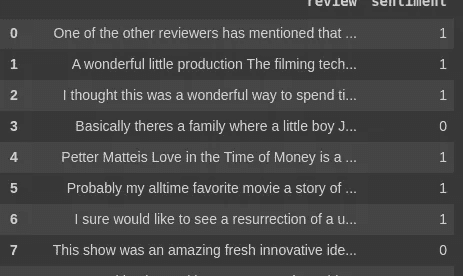 review sentiment
0 One of the other reviewers has mentioned that ... 1
1 A wonderful little production The filming tech... 1
2 I thought this was a wonderful way to spend ti... 1
3 Basically theres a family where a little boy J... 0
4 Petter Matteis Love in the Time of Money is a ... 1
5 Probably my alltime favorite movie a story of ... 1
6 I sure would like to see a resurrection of a u... 1
7 This show was an amazing fresh innovative ide... 0